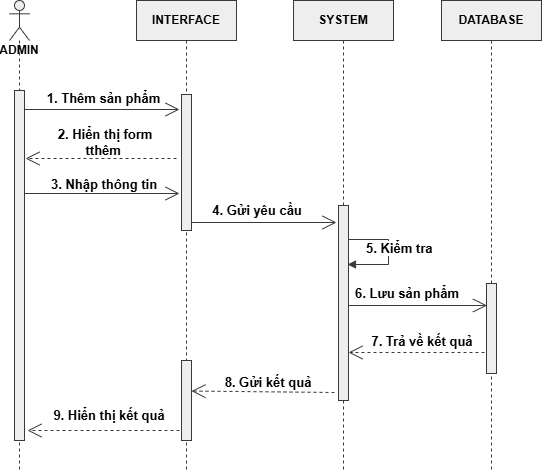 INTERFACE
SYSTEM
DATABASE
ADMIN
1. Thêm sản phẩm
2. Hiển thị form
tthêm
3. Nhập thông tin
4. Gửi yêu cầu
5. Kiểm tra
6. Lưu sản phẩm
7. Trả về kết quả
8. Gửi kết quả
9. Hiển thị kết quả